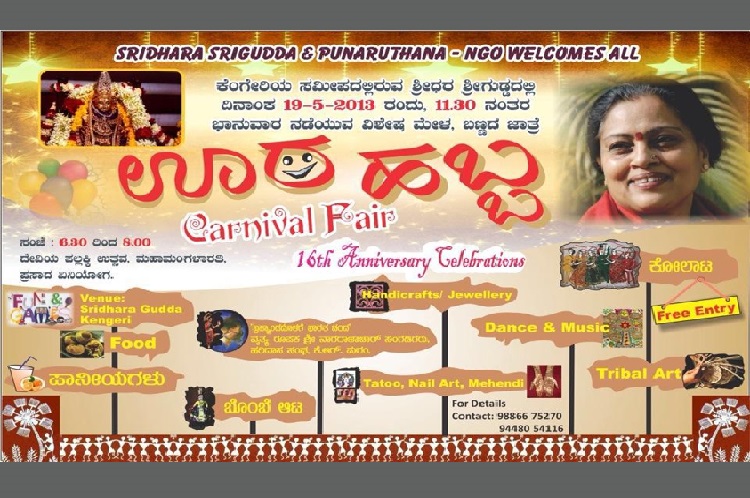 SRIDHARA SRIGUDDA & PUNARUTHANA - NGO WELCOMES ALL
ಕೆಂಗೇರಿಯ ಸಮೀಪದಲ್ಲಿರುವ ಶ್ರೀಧರ ಶ್ರೀಗುಡ್ಡದಲ್ಲಿ
ದಿನಾಂಕ 19-5-2013 ರಂದು, 11.30 ನಂತರ
ಭಾನುವಾರ ನಡೆಯುವ ವಿಶೇಷ ಮೇಳ, ಬಣ್ಣದ ಜಾತ್ರೆ
ಊರ ಹಬ್ಬ
Carnival Fair
16th Anniversary Celebrations
ಸಂಜೆ : 6.30 ರಿಂದ 8.00
ದೇವಿಯ ಪಲ್ಲಕ್ಕಿ ಉತ್ಸವ, ಮಹಾಮಂಗಳಾರತಿ,
ಪ್ರಸಾದ ವಿನಿಯೋಗ.
FUN & GAMES
Venue:
Sridhara Gudda
Kengeri
Handicrafts/ Jewellery
ಕೋಲಾಟ
Free Entry
Food
Dance & Music
ಪಾನೀಯಗಳು
Tatoo, Nail Art, Mehendi
Tribal Art
ಬೊಂಬೆ ಆಟ
For Details
Contact: 98866 75270
94480 54116